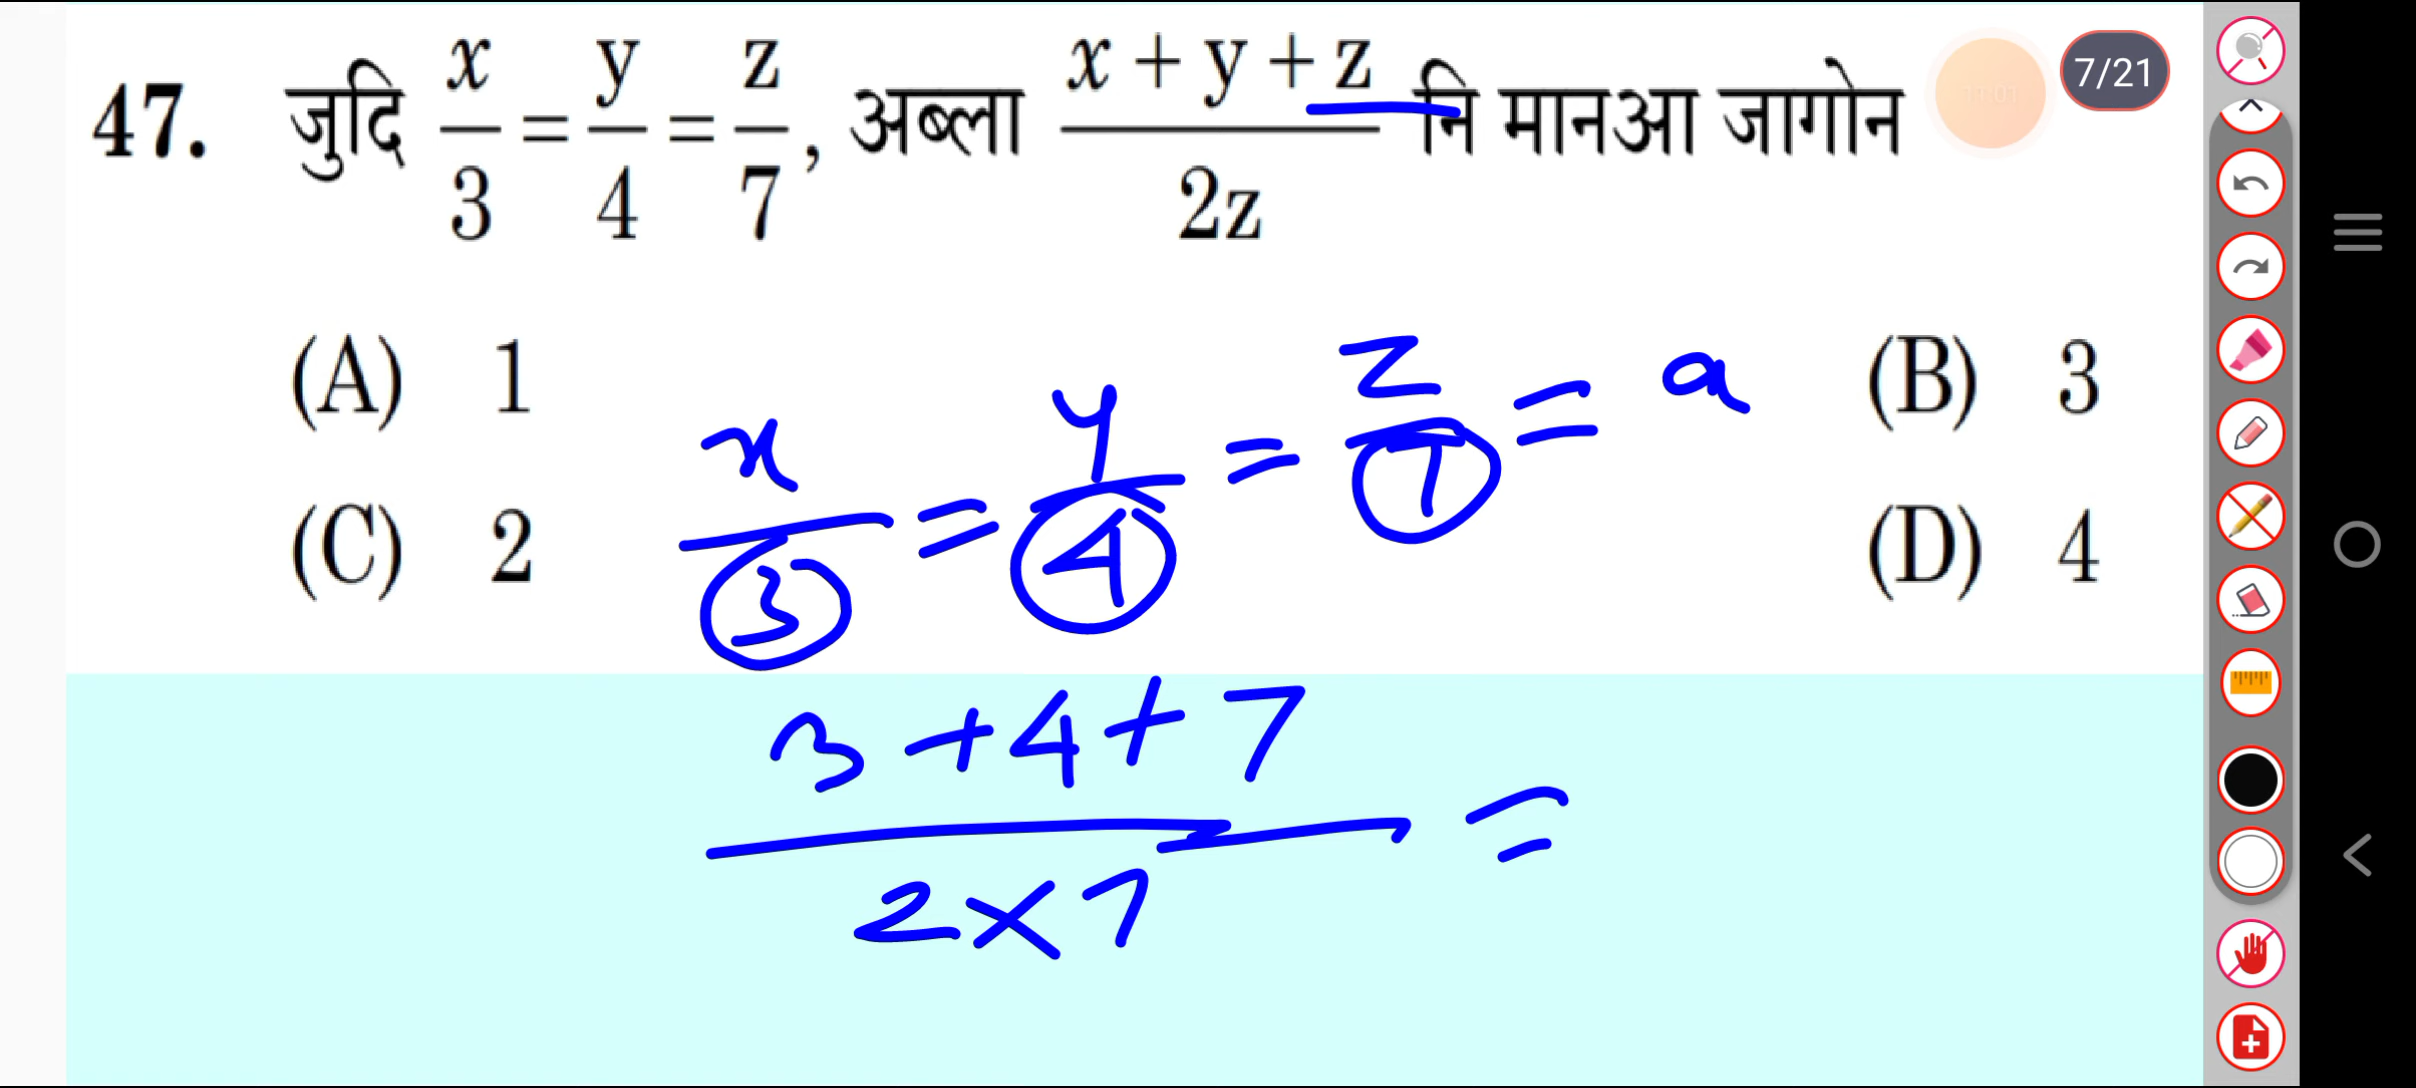 47. जुदि x/3 = y/4 = z/7, अब्ला (x + y + z)/2z नि मानआ जागोन
7/21
(A) 1
(B) 3
(C) 2
(D) 4
x/3 = y/4 = z/7 = a
(3 + 4 + 7)/(2 × 7) =